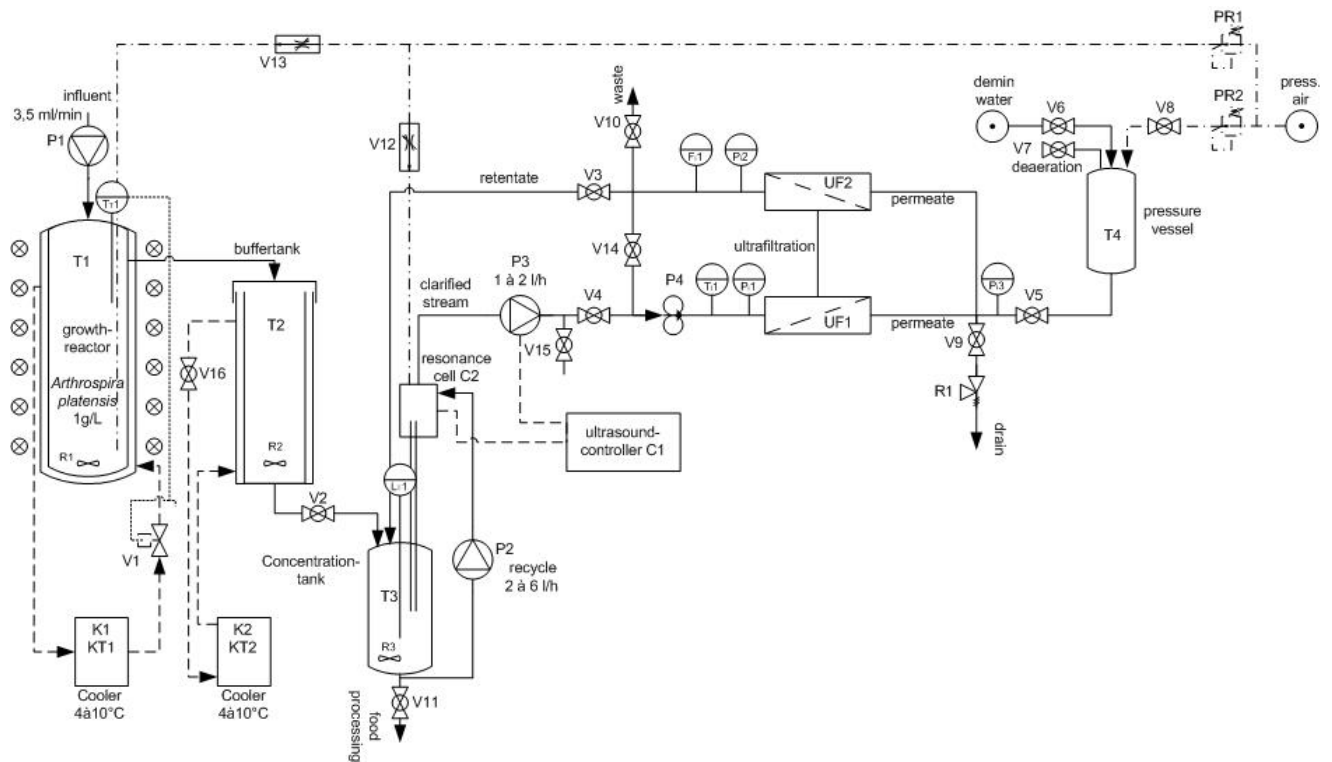 PR1
V13
influent
3,5 ml/min
P1
demin
water
V6
V8
PR2
press.
air
waste
V10
V12
V7
deaeration
Fi1
Pi2
V3
retentate
UF2
permeate
TT1
T1
buffertank
T4
pressure
vessel
V14
ultrafiltration
P3
1 à 2 l/h
clarified
stream
P4
Ti1
Pi1
Pi3
V4
V5
UF1
permeate
T2
growth-
reactor
Arthrospira
platensis
1g/L
V16
V15
V9
resonance
cell C2
R1
ultrasound-
controller C1
drain
R1
R2
LI1
V2
V1
Concentration-
tank
P2
recycle
2 à 6 l/h
T3
K1
KT1
K2
KT2
R3
Cooler
4à10°C
Cooler
4à10°C
V11
food
processing